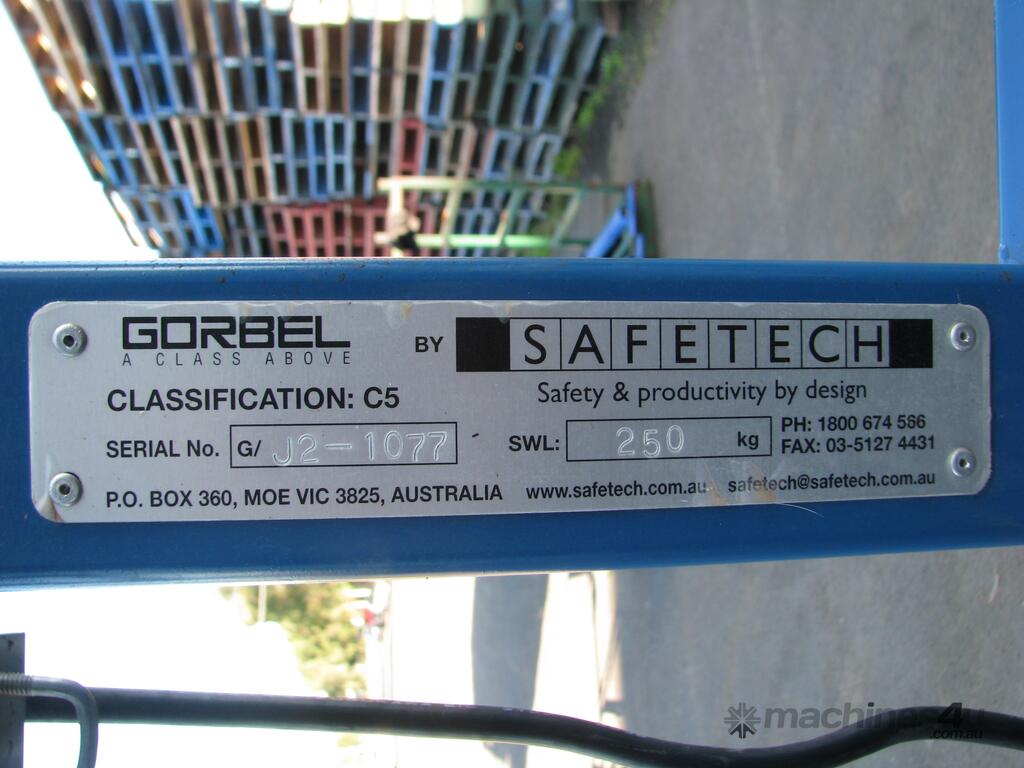 GORBEL
A CLASS ABOVE
BY
SAFETECH
Safety & productivity by design
CLASSIFICATION: C5
SERIAL No. G/ J2-1077
SWL: 250 kg
PH: 1800 674 566
FAX: 03-5127 4431
P.O. BOX 360, MOE VIC 3825, AUSTRALIA
www.safetech.com.au safetech@safetech.com.au
machines4u
.com.au